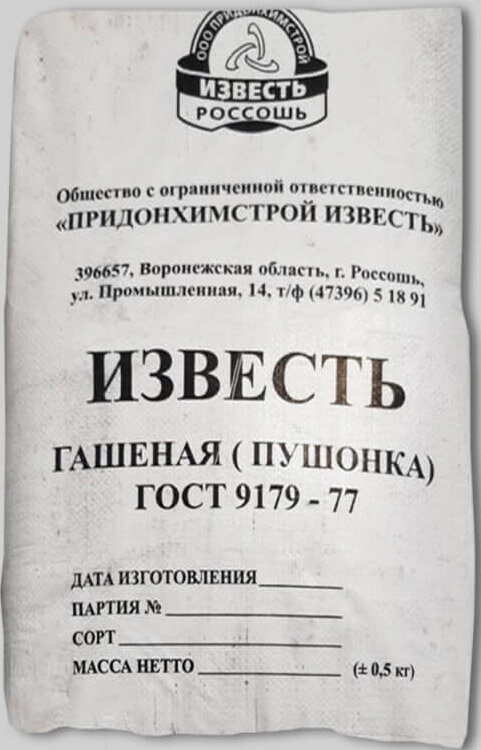 ООО ПРИДОНХИМСТРОЙ
ИЗВЕСТЬ
РОССОШЬ
Общество с ограниченной ответственностью
«ПРИДОНХИМСТРОЙ ИЗВЕСТЬ»
396657, Воронежская область, г. Россошь,
ул. Промышленная, 14, т/ф (47396) 5 18 91
ИЗВЕСТЬ
ГАШЕНАЯ ( ПУШОНКА)
ГОСТ 9179 - 77
ДАТА ИЗГОТОВЛЕНИЯ
ПАРТИЯ №
СОРТ
МАССА НЕТТО (± 0,5 кг)